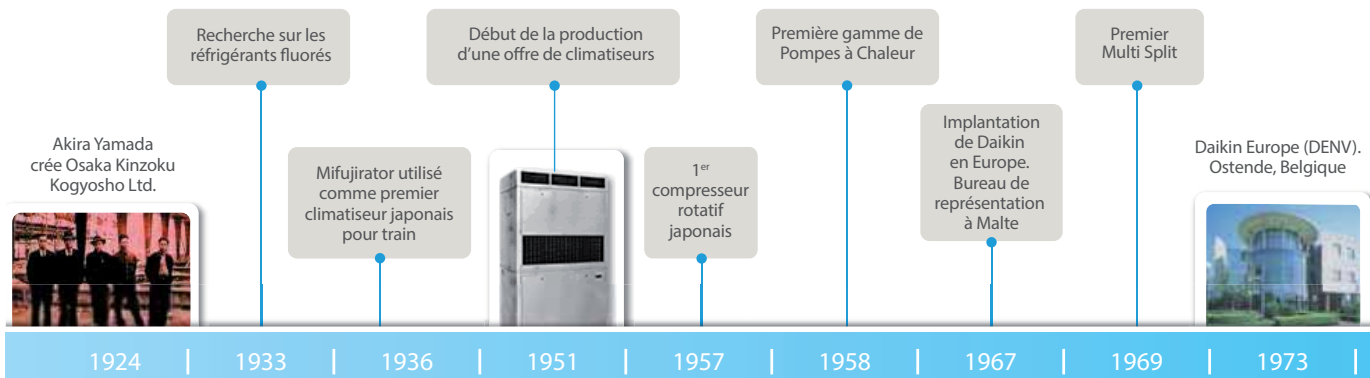 Akira Yamada
crée Osaka Kinzoku
Kogyosho Ltd.
Recherche sur les
réfrigérants fluorés
Mifujirator utilisé
comme premier
climatiseur japonais
pour train
Début de la production
d'une offre de climatiseurs
1er
compresseur
rotatif
japonais
Première gamme de
Pompes à Chaleur
Implantation
de Daikin
en Europe.
Bureau de
représentation
à Malte
Premier
Multi Split
Daikin Europe (DENV).
Ostende, Belgique
1924 | 1933 | 1936 | 1951 | 1957 | 1958 | 1967 | 1969 | 1973 |